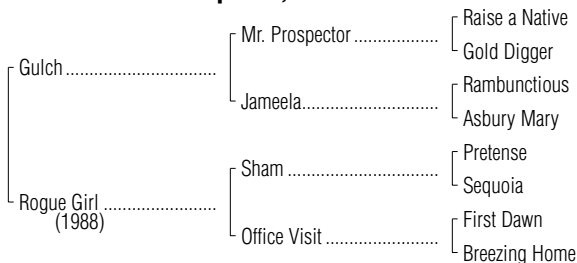 Raise a Native
Mr. Prospector ...................
Gold Digger
Gulch ..................................
Rambunctious
Jameela..............................
Asbury Mary
Pretense
Sham ..................................
Sequoia
Rogue Girl .........................
(1988)
First Dawn
Office Visit .........................
Breezing Home